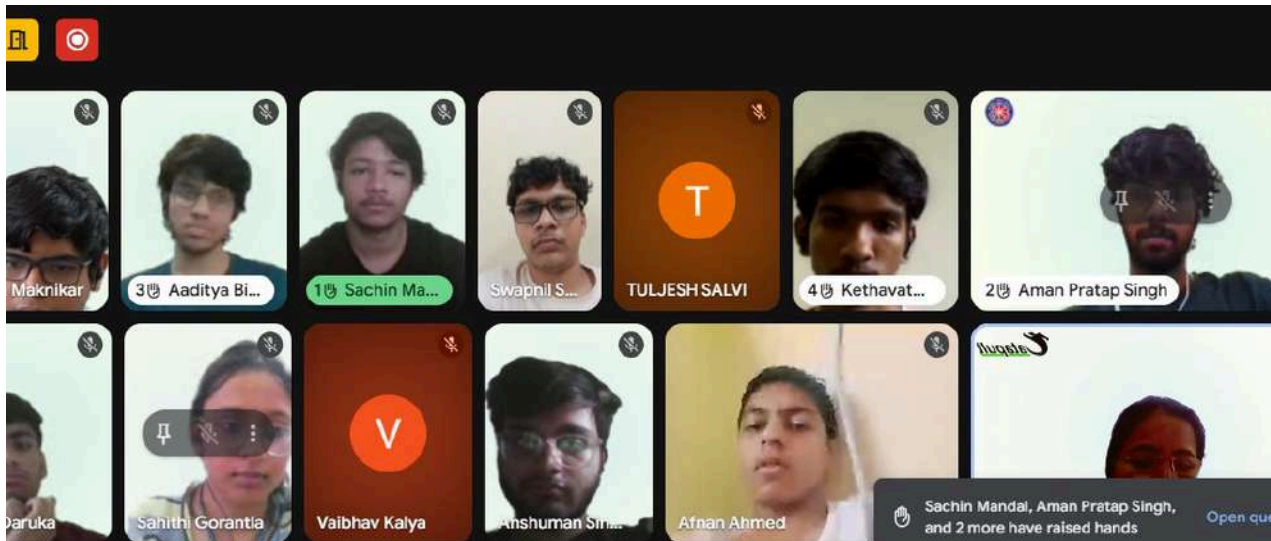 Maknikar
3 Aaditya Bi...
1 Sachin Ma...
Swapnil S...
T
TULJESH SALVI
4 Kethavat...
2 Aman Pratap Singh
Daruka
Sahithi Gorantla
V
Vaibhav Kalya
Anshuman Sin...
Afnan Ahmed
Catapult
Sachin Mandal, Aman Pratap Singh,
and 2 more have raised hands
Open que